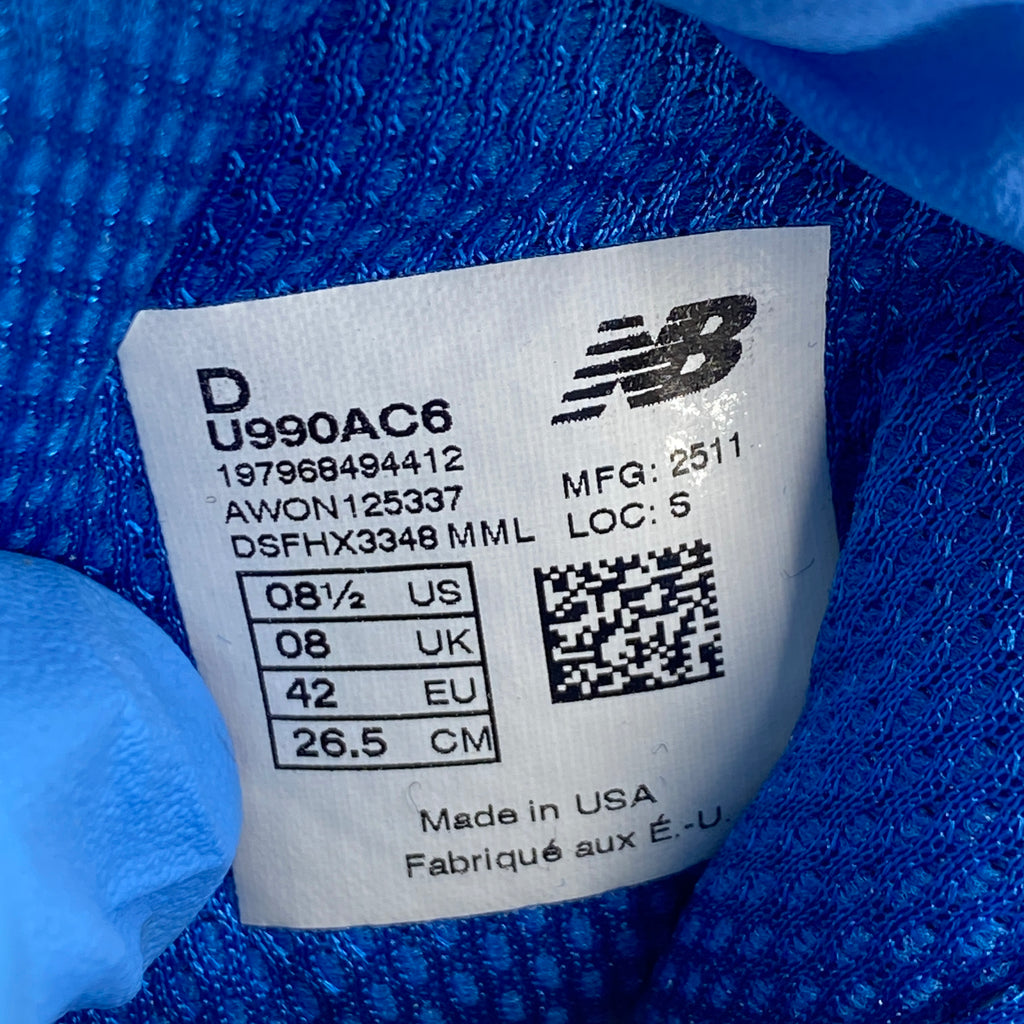 NB
D
U990AC6
197968494412
AWON125337
DSFHX3348 MML
MFG: 2511
LOC: S
08½ US
08 UK
42 EU
26.5 CM
Made in USA
Fabriqué aux É.-U.